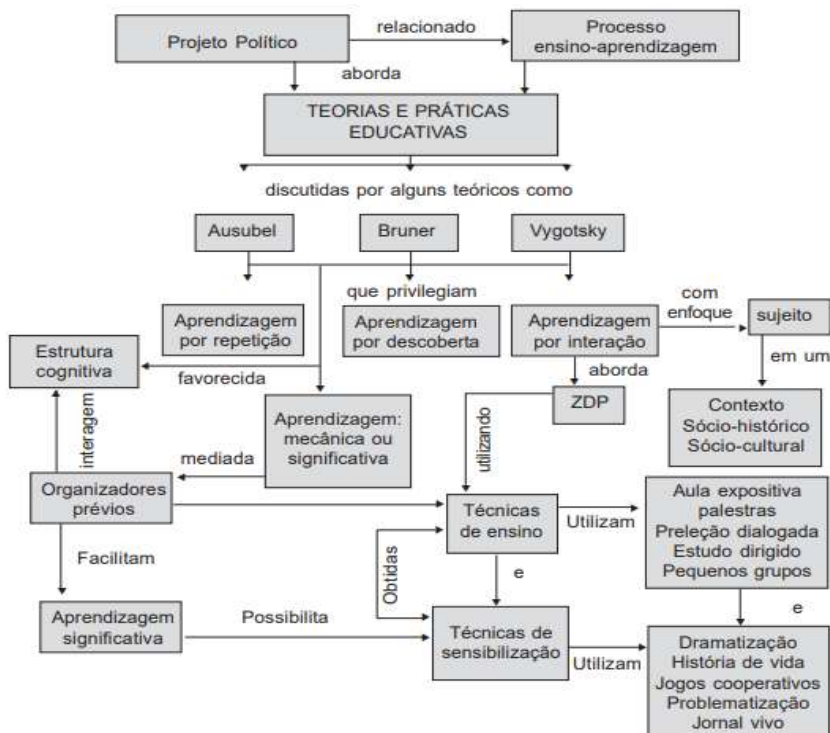 Projeto Político
relacionado
Processo
ensino-aprendizagem
aborda
TEORIAS E PRÁTICAS
EDUCATIVAS
discutidas por alguns teóricos como
Ausubel
Bruner
Vygotsky
que privilegiam
com
enfoque
sujeito
Aprendizagem
por repetição
Aprendizagem
por descoberta
Aprendizagem
por interação
em um
Estrutura
cognitiva
favorecida
aborda
ZDP
Contexto
Sócio-histórico
Sócio-cultural
Aprendizagem:
mecânica ou
significativa
interagem
mediada
utilizando
Organizadores
prévios
Técnicas
de ensino
Utilizam
Aula expositiva
palestras
Preleção dialogada
Estudo dirigido
Pequenos grupos
Facilitam
Obtidas
e
e
Aprendizagem
significativa
Possibilita
Técnicas de
sensibilização
Utilizam
Dramatização
História de vida
Jogos cooperativos
Problematização
Jornal vivo